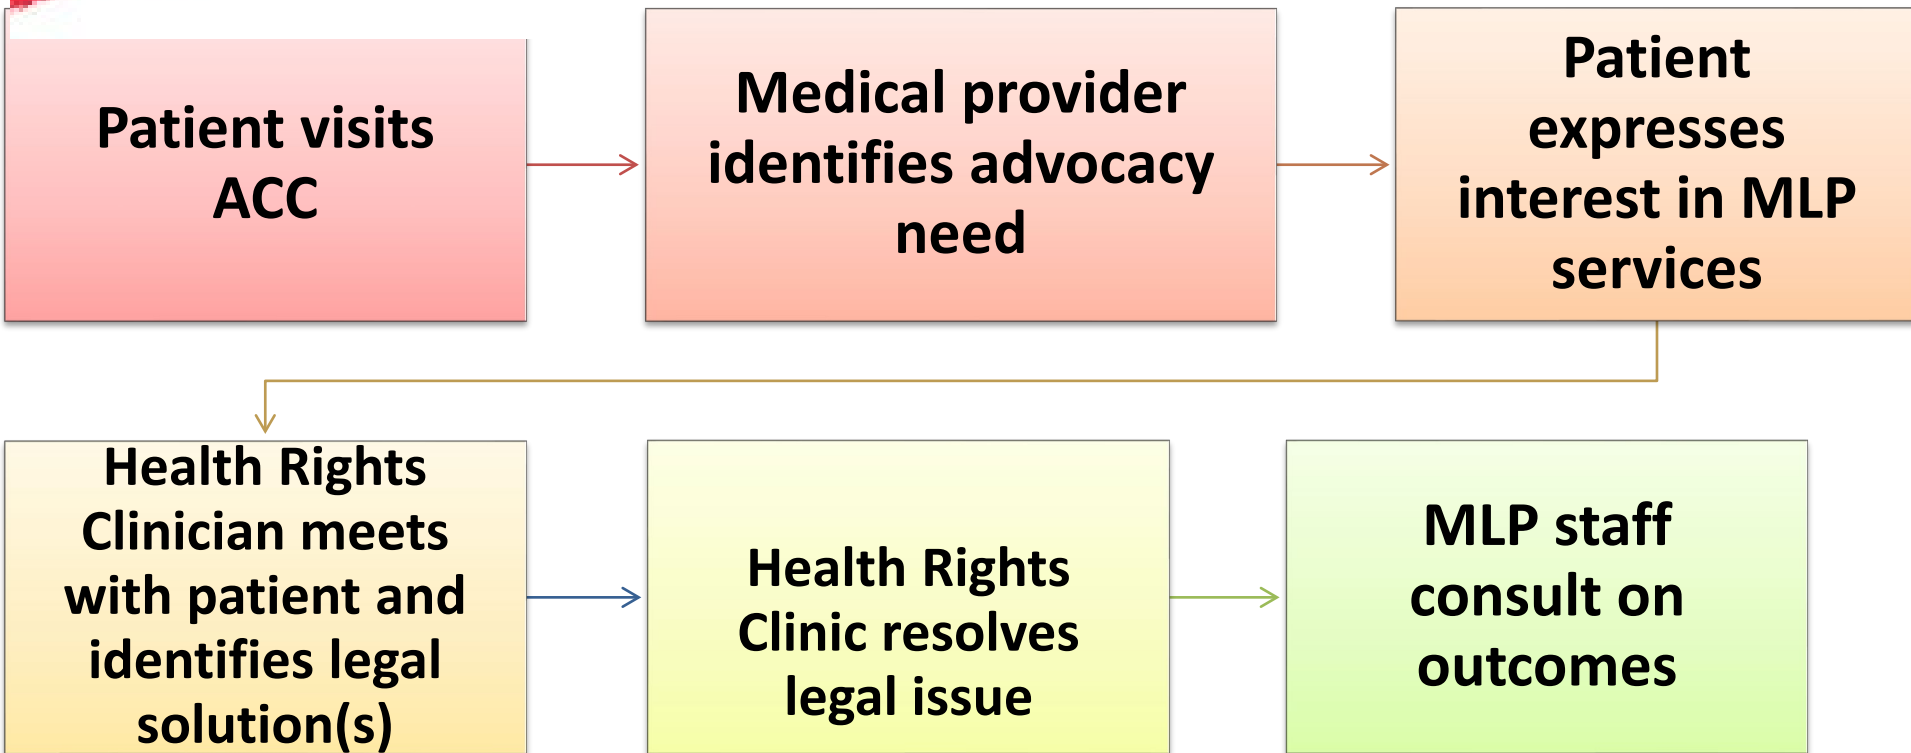 Patient visits
ACC
Medical provider
identifies advocacy
need
Patient
expresses
interest in MLP
services
Health Rights
Clinician meets
with patient and
identifies legal
solution(s)
Health Rights
Clinic resolves
legal issue
MLP staff
consult on
outcomes